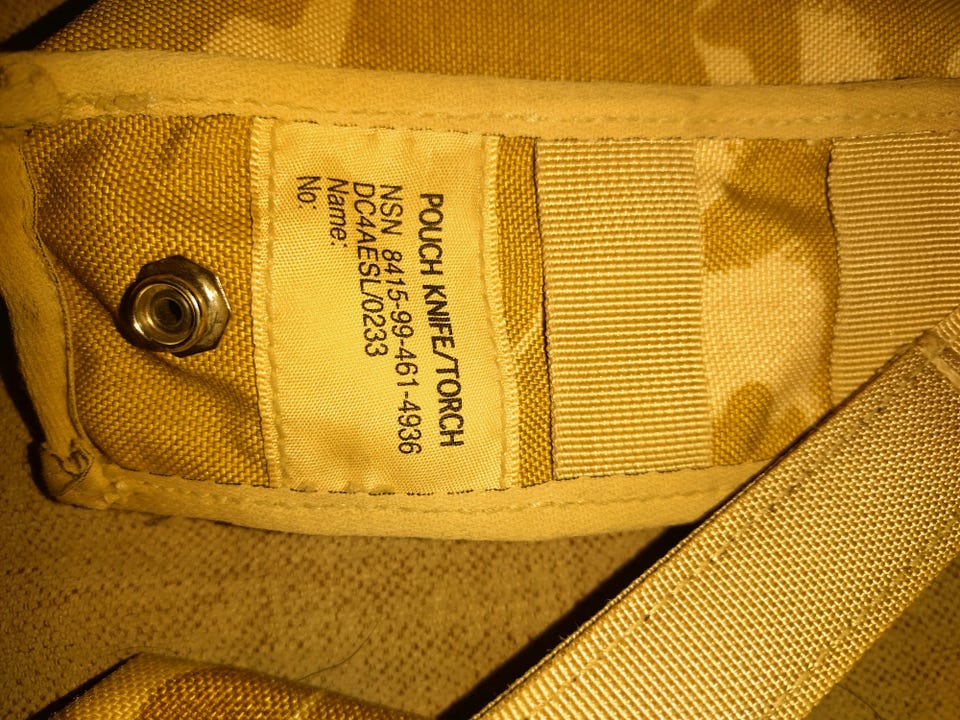 POUCH KNIFE/TORCH
NSN 8415-99-461-4936
DC4AESL/0233
Name:
No: